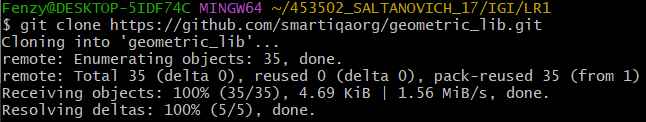 Fenzy@DESKTOP-5IDF74C MINGW64 ~/453502_SALTANOVICH_17/IGI/LR1
$ git clone https://github.com/smartiqaorg/geometric_lib.git
Cloning into 'geometric_lib'...
remote: Enumerating objects: 35, done.
remote: Total 35 (delta 0), reused 0 (delta 0), pack-reused 35 (from 1)
Receiving objects: 100% (35/35), 4.69 KiB | 1.56 MiB/s, done.
Resolving deltas: 100% (5/5), done.